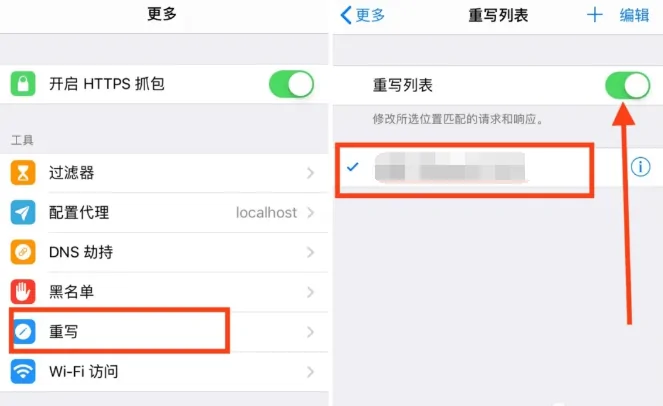 更多
开启 HTTPS 抓包
工具
过滤器
配置代理 localhost
DNS 劫持
黑名单
重写
Wi-Fi 访问
更多 重写列表 编辑
重写列表
修改所选位置匹配的请求和响应。